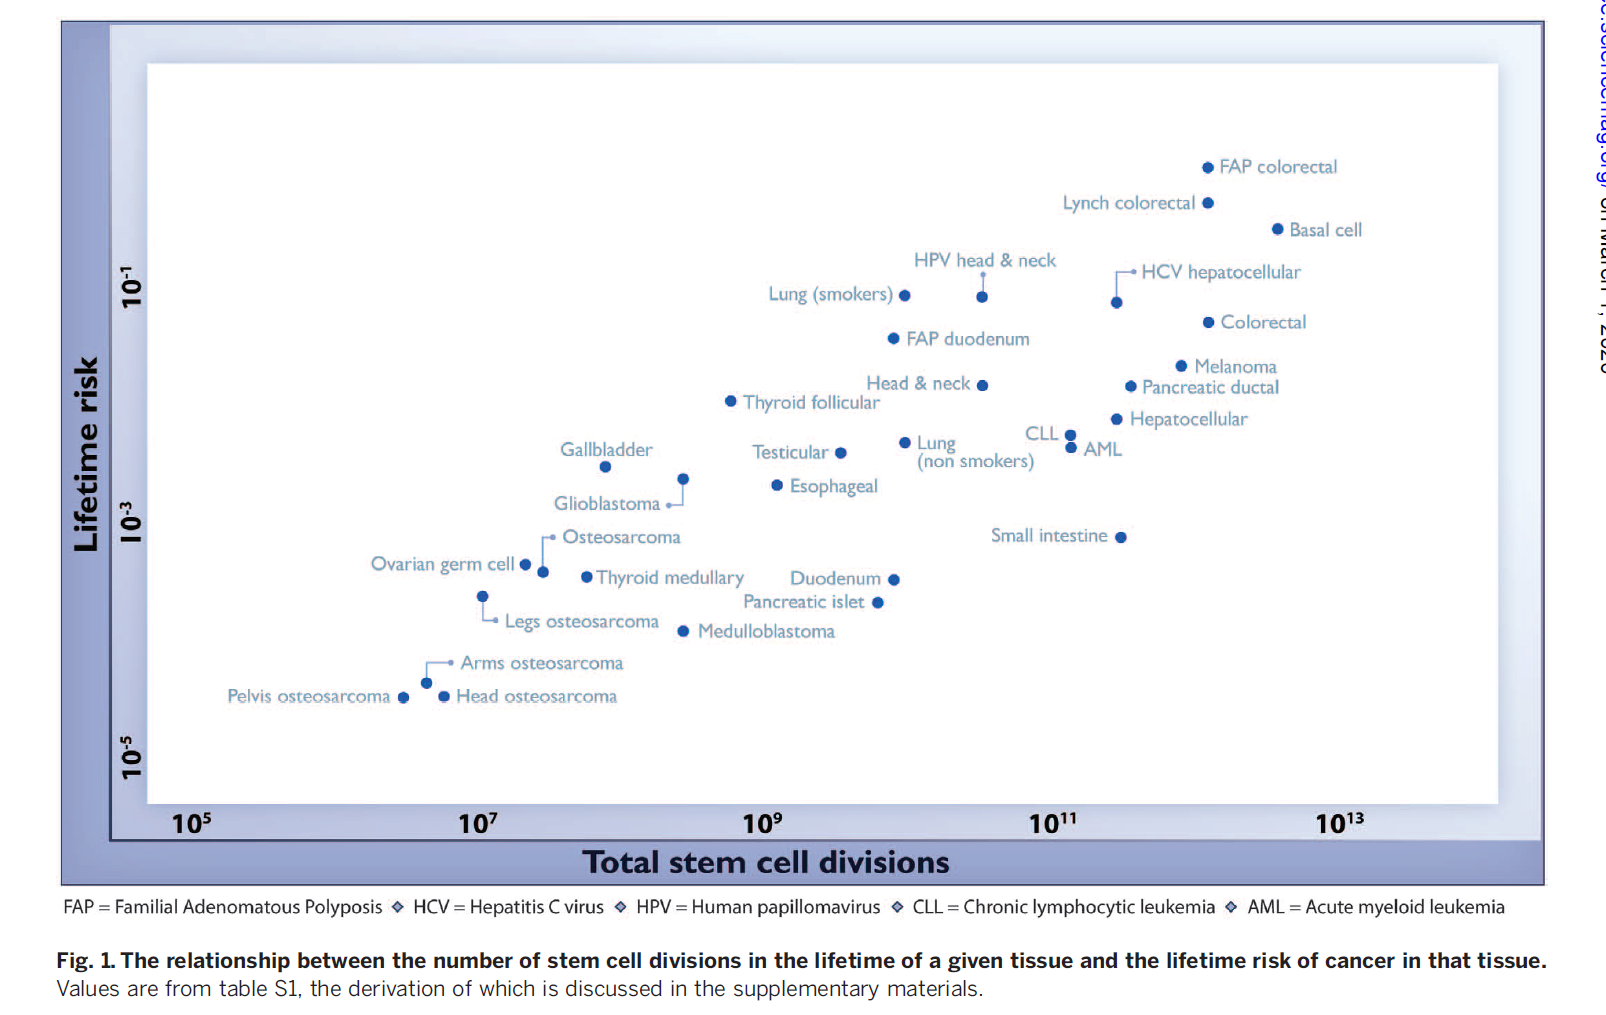 FAP colorectal
Lynch colorectal
Basal cell
HPV head & neck
HCV hepatocellular
Lung (smokers)
Colorectal
FAP duodenum
Melanoma
Head & neck
Pancreatic ductal
Thyroid follicular
Hepatocellular
CLL
Lung
(non smokers)
AML
Gallbladder
Testicular
Esophageal
Glioblastoma
Osteosarcoma
Small intestine
Ovarian germ cell
Thyroid medullary
Duodenum
Pancreatic islet
Legs osteosarcoma
Medulloblastoma
Arms osteosarcoma
Pelvis osteosarcoma
Head osteosarcoma
Lifetime risk
10⁻¹
10⁻³
10⁻⁵
10⁵ 10⁷ 10⁹ 10¹¹ 10¹³
Total stem cell divisions
FAP = Familial Adenomatous Polyposis ◆ HCV = Hepatitis C virus ◆ HPV = Human papillomavirus ◆ CLL = Chronic lymphocytic leukemia ◆ AML = Acute myeloid leukemia
Fig. 1. The relationship between the number of stem cell divisions in the lifetime of a given tissue and the lifetime risk of cancer in that tissue.
Values are from table S1, the derivation of which is discussed in the supplementary materials.